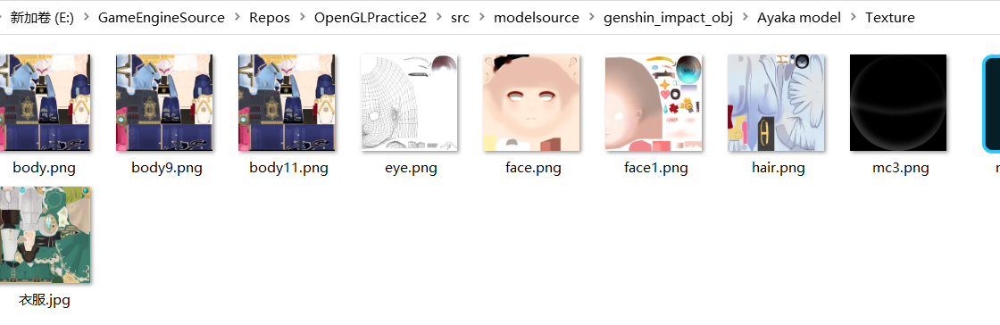 新加卷 (E:) > GameEngineSource > Repos > OpenGLPractice2 > src > modelsource > genshin_impact_obj > Ayaka model > Texture
body.png body9.png body11.png eye.png face.png face1.png hair.png mc3.png
衣服.jpg